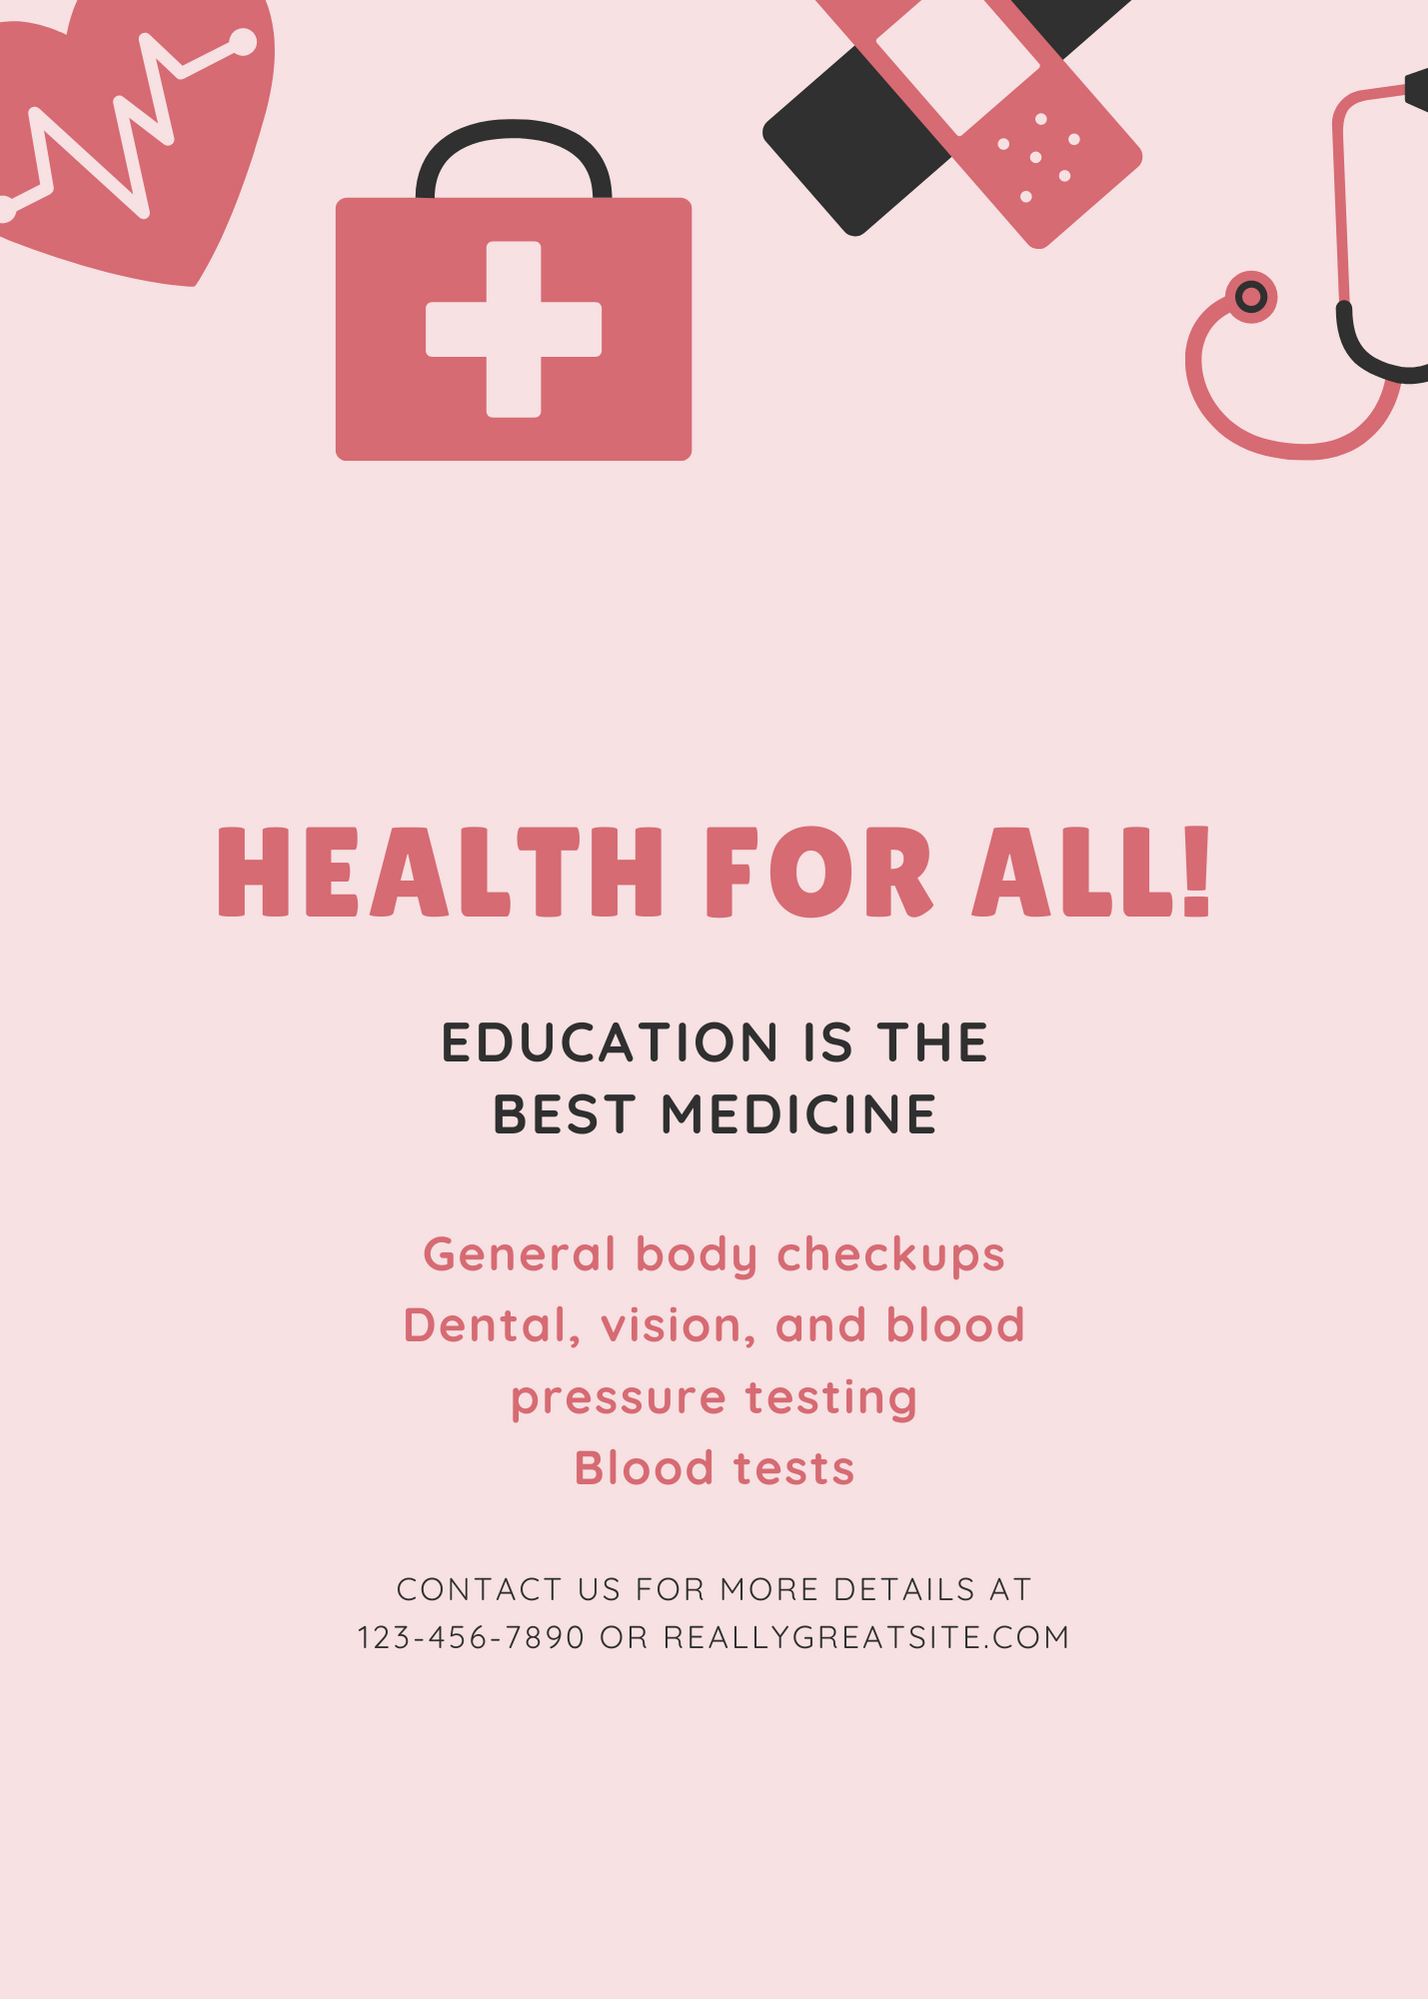 HEALTH FOR ALL!
EDUCATION IS THE
BEST MEDICINE
General body checkups
Dental, vision, and blood
pressure testing
Blood tests
CONTACT US FOR MORE DETAILS AT
123-456-7890 OR REALLYGREATSITE.COM